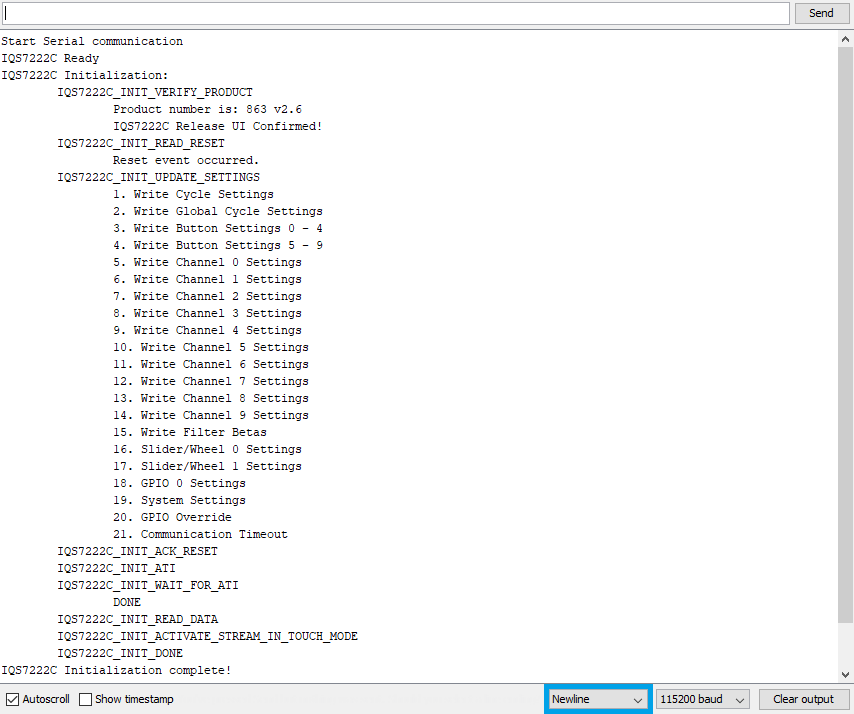 Send
Start Serial communication
IQS7222C Ready
IQS7222C Initialization:
IQS7222C_INIT_VERIFY_PRODUCT
Product number is: 863 v2.6
IQS7222C Release UI Confirmed!
IQS7222C_INIT_READ_RESET
Reset event occurred.
IQS7222C_INIT_UPDATE_SETTINGS
1. Write Cycle Settings
2. Write Global Cycle Settings
3. Write Button Settings 0 - 4
4. Write Button Settings 5 - 9
5. Write Channel 0 Settings
6. Write Channel 1 Settings
7. Write Channel 2 Settings
8. Write Channel 3 Settings
9. Write Channel 4 Settings
10. Write Channel 5 Settings
11. Write Channel 6 Settings
12. Write Channel 7 Settings
13. Write Channel 8 Settings
14. Write Channel 9 Settings
15. Write Filter Betas
16. Slider/Wheel 0 Settings
17. Slider/Wheel 1 Settings
18. GPIO 0 Settings
19. System Settings
20. GPIO Override
21. Communication Timeout
IQS7222C_INIT_ACK_RESET
IQS7222C_INIT_ATI
IQS7222C_INIT_WAIT_FOR_ATI
DONE
IQS7222C_INIT_READ_DATA
IQS7222C_INIT_ACTIVATE_STREAM_IN_TOUCH_MODE
IQS7222C_INIT_DONE
IQS7222C Initialization complete!
Autoscroll Show timestamp Newline 115200 baud Clear output